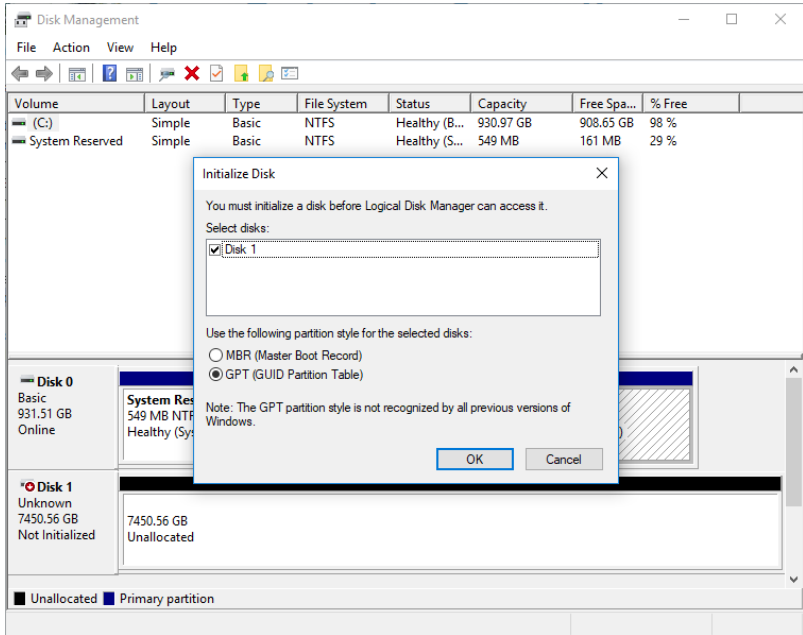 Disk Management
File Action View Help
Volume Layout Type File System Status Capacity Free Spa... % Free
(C:) Simple Basic NTFS Healthy (B... 930.97 GB 908.65 GB 98 %
System Reserved Simple Basic NTFS Healthy (S... 549 MB 161 MB 29 %
Initialize Disk
You must initialize a disk before Logical Disk Manager can access it.
Select disks:
Disk 1
Use the following partition style for the selected disks:
MBR (Master Boot Record)
GPT (GUID Partition Table)
Note: The GPT partition style is not recognized by all previous versions of
Windows.
OK Cancel
Disk 0
Basic
931.51 GB
Online
System Res
549 MB NTF
Healthy (Sys
)
Disk 1
Unknown
7450.56 GB
Not Initialized
7450.56 GB
Unallocated
Unallocated Primary partition